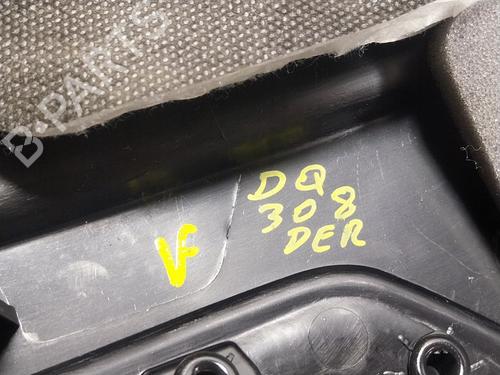 B-PARTS
DQ
308
DER
VF